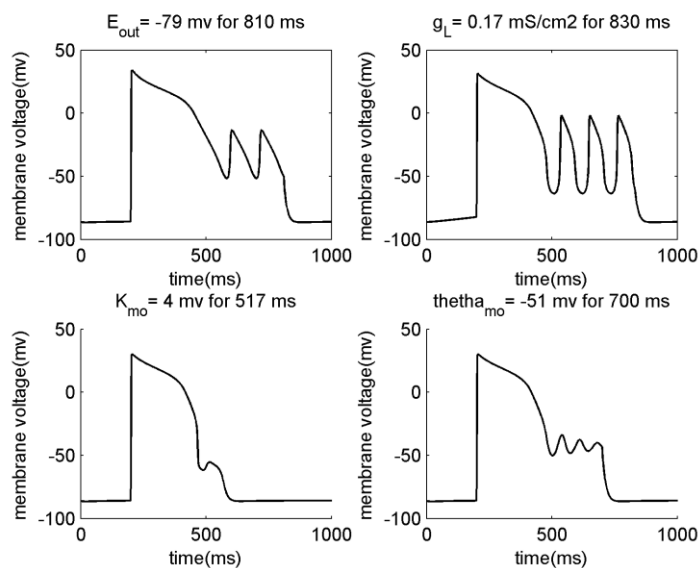 E_out= -79 mv for 810 ms
50
0
-50
-100
membrane voltage(mv)
0 500 1000
time(ms)
g_L= 0.17 mS/cm2 for 830 ms
50
0
-50
-100
membrane voltage(mv)
0 500 1000
time(ms)
K_mo= 4 mv for 517 ms
50
0
-50
-100
membrane voltage(mv)
0 500 1000
time(ms)
thetha_mo= -51 mv for 700 ms
50
0
-50
-100
membrane voltage(mv)
0 500 1000
time(ms)